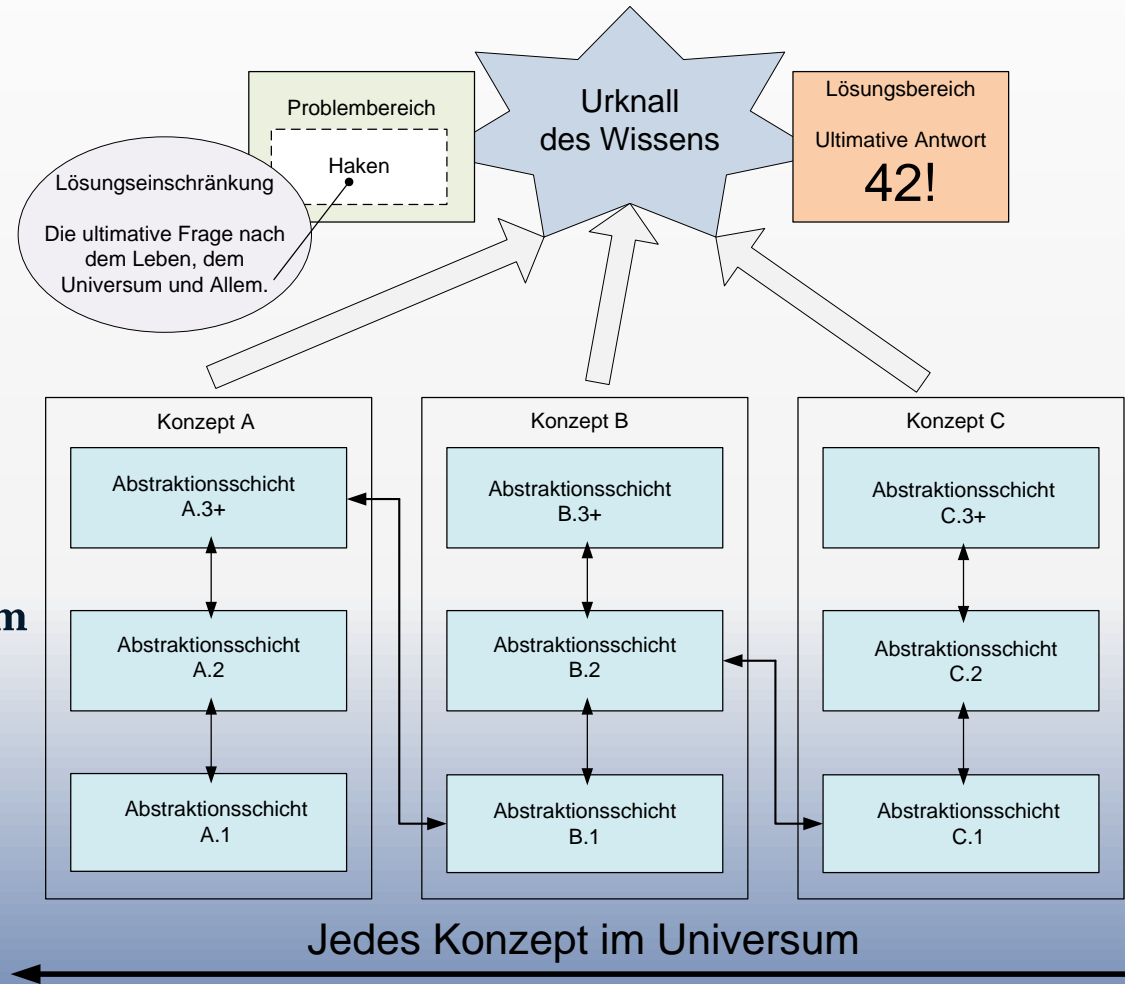 Urknall
des Wissens
Problembereich
Haken
Lösungsbereich
Ultimative Antwort
42!
Lösungseinschränkung
Die ultimative Frage nach
dem Leben, dem
Universum und Allem.
Konzept A
Abstraktionsschicht
A.3+
Abstraktionsschicht
A.2
Abstraktionsschicht
A.1
Konzept B
Abstraktionsschicht
B.3+
Abstraktionsschicht
B.2
Abstraktionsschicht
B.1
Konzept C
Abstraktionsschicht
C.3+
Abstraktionsschicht
C.2
Abstraktionsschicht
C.1
Jedes Konzept im Universum